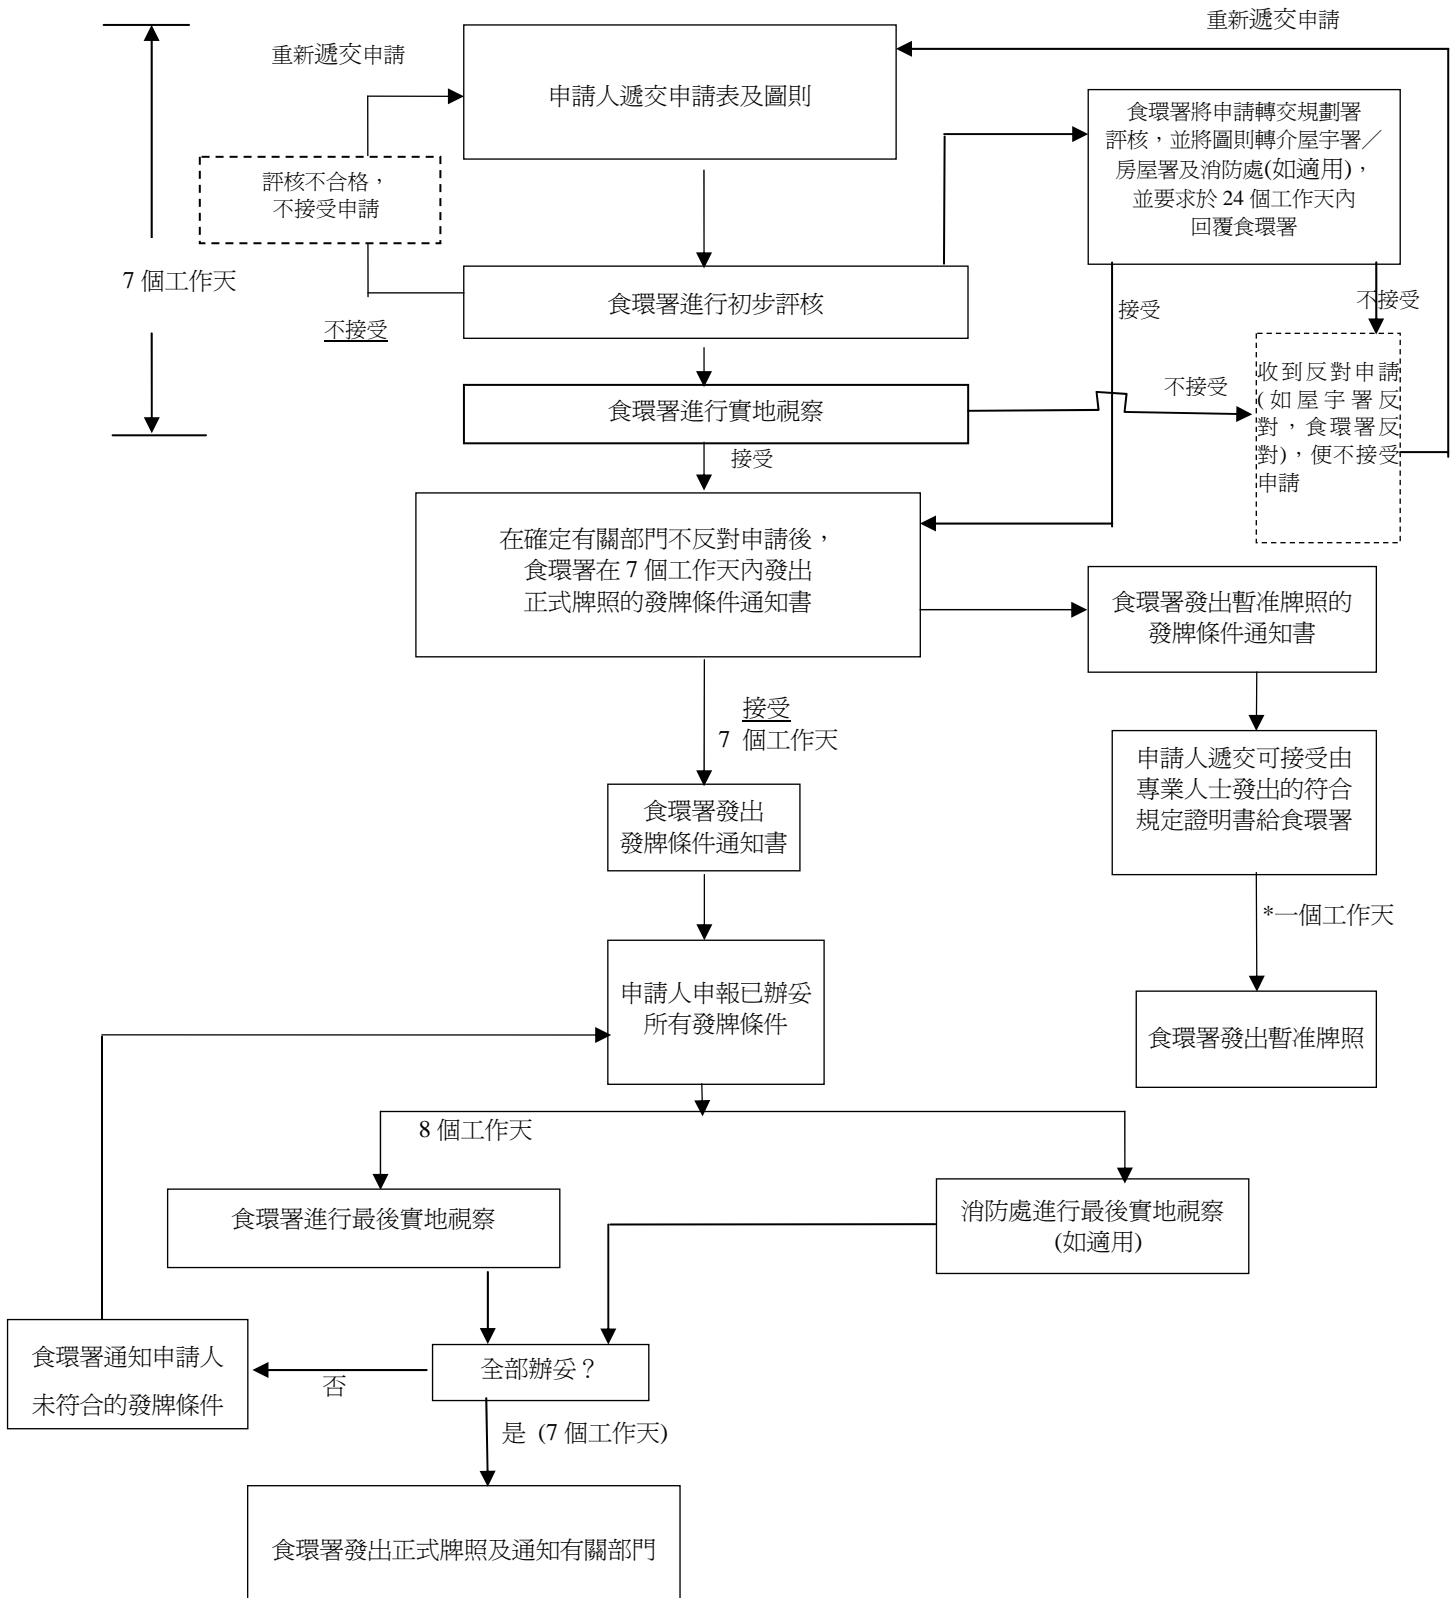 重新遞交申請
重新遞交申請
申請人遞交申請表及圖則
食環署將申請轉交規劃署
評核，並將圖則轉介屋宇署／
房屋署及消防處(如適用)，
並要求於 24 個工作天內
回覆食環署
評核不合格，
不接受申請
7 個工作天
食環署進行初步評核
不接受
接受
不接受
食環署進行實地視察
不接受
收到反對申請
(如屋宇署反
對，食環署反
對)，便不接受
申請
接受
在確定有關部門不反對申請後，
食環署在 7 個工作天內發出
正式牌照的發牌條件通知書
食環署發出暫准牌照的
發牌條件通知書
接受
7 個工作天
申請人遞交可接受由
專業人士發出的符合
規定證明書給食環署
食環署發出
發牌條件通知書
*一個工作天
申請人申報已辦妥
所有發牌條件
食環署發出暫准牌照
8 個工作天
食環署進行最後實地視察
消防處進行最後實地視察
(如適用)
食環署通知申請人
未符合的發牌條件
全部辦妥？
否
是 (7 個工作天)
食環署發出正式牌照及通知有關部門